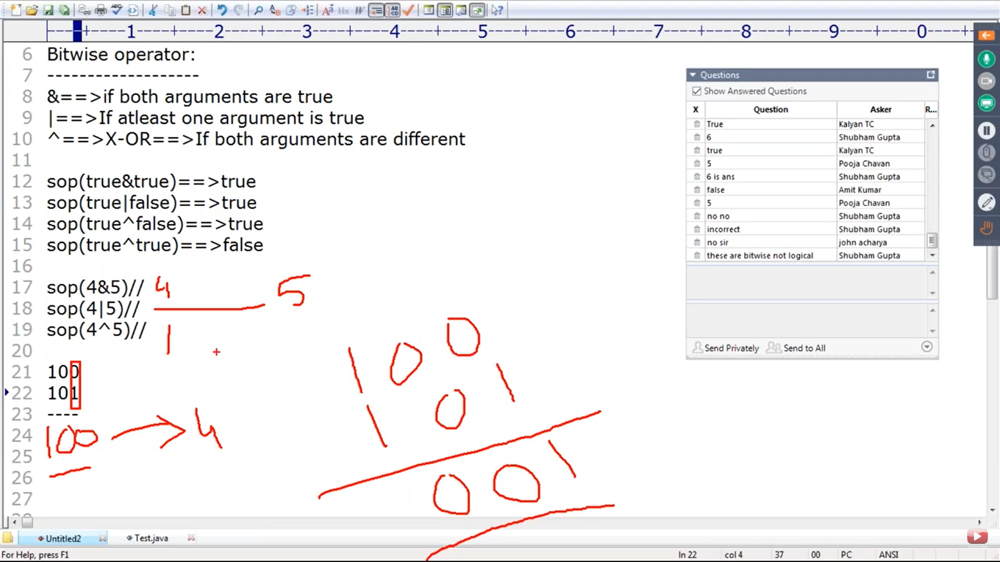 ----+----1----+----2----+----3----+----4----+----5----+----6----+----7----+----8----+----9----+----0----+
6 Bitwise operator:
7 -------------------
8 &==>if both arguments are true
9 |==>If atleast one argument is true
10 ^==>X-OR==>If both arguments are different
11
12 sop(true&true)==>true
13 sop(true|false)==>true
14 sop(true^false)==>true
15 sop(true^true)==>false
16
17 sop(4&5)// 4
18 sop(4|5)// 5
19 sop(4^5)// 1
20
21 100
22 101
23 ----
24 100 4
25
26
27
1 0 0
1 0 1
0 0 1
Questions
Show Answered Questions
X Question Asker R...
True Kalyan TC
6 Shubham Gupta
true Kalyan TC
5 Pooja Chavan
6 is ans Shubham Gupta
false Amit Kumar
5 Pooja Chavan
no no Shubham Gupta
incorrect Shubham Gupta
no sir john acharya
these are bitwise not logical Shubham Gupta
Send Privately Send to All
Untitled2 Test.java
For Help, press F1 ln 22 col 4 37 00 PC ANSI